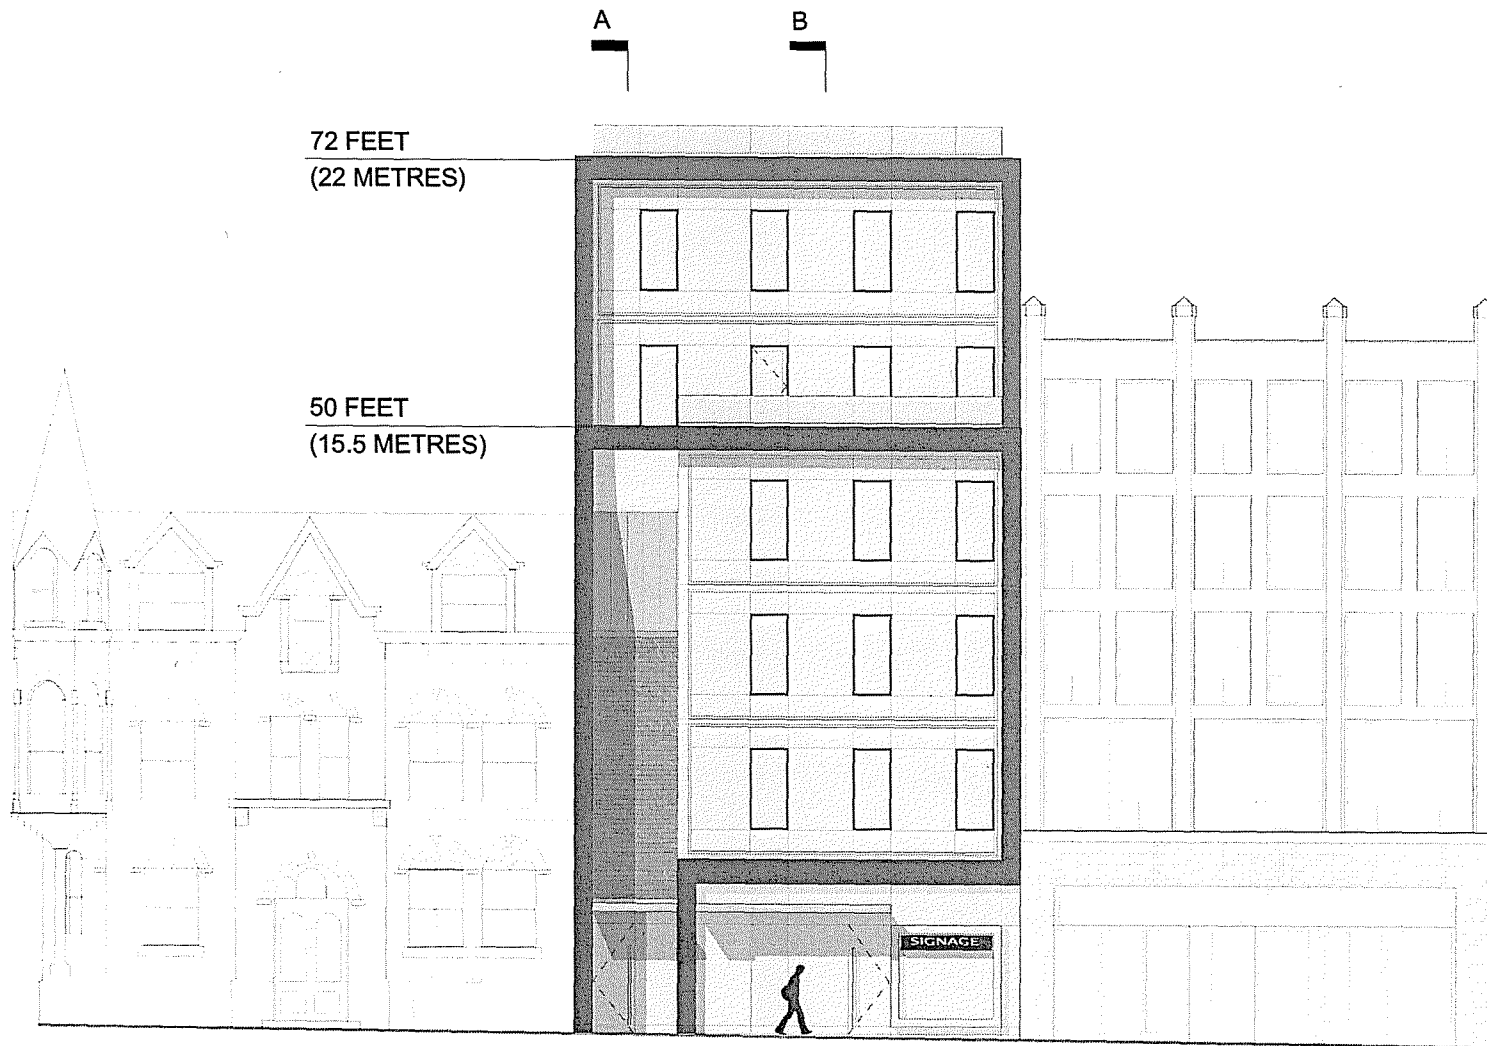 A
B
72 FEET
(22 METRES)
50 FEET
(15.5 METRES)
SIGNAGE